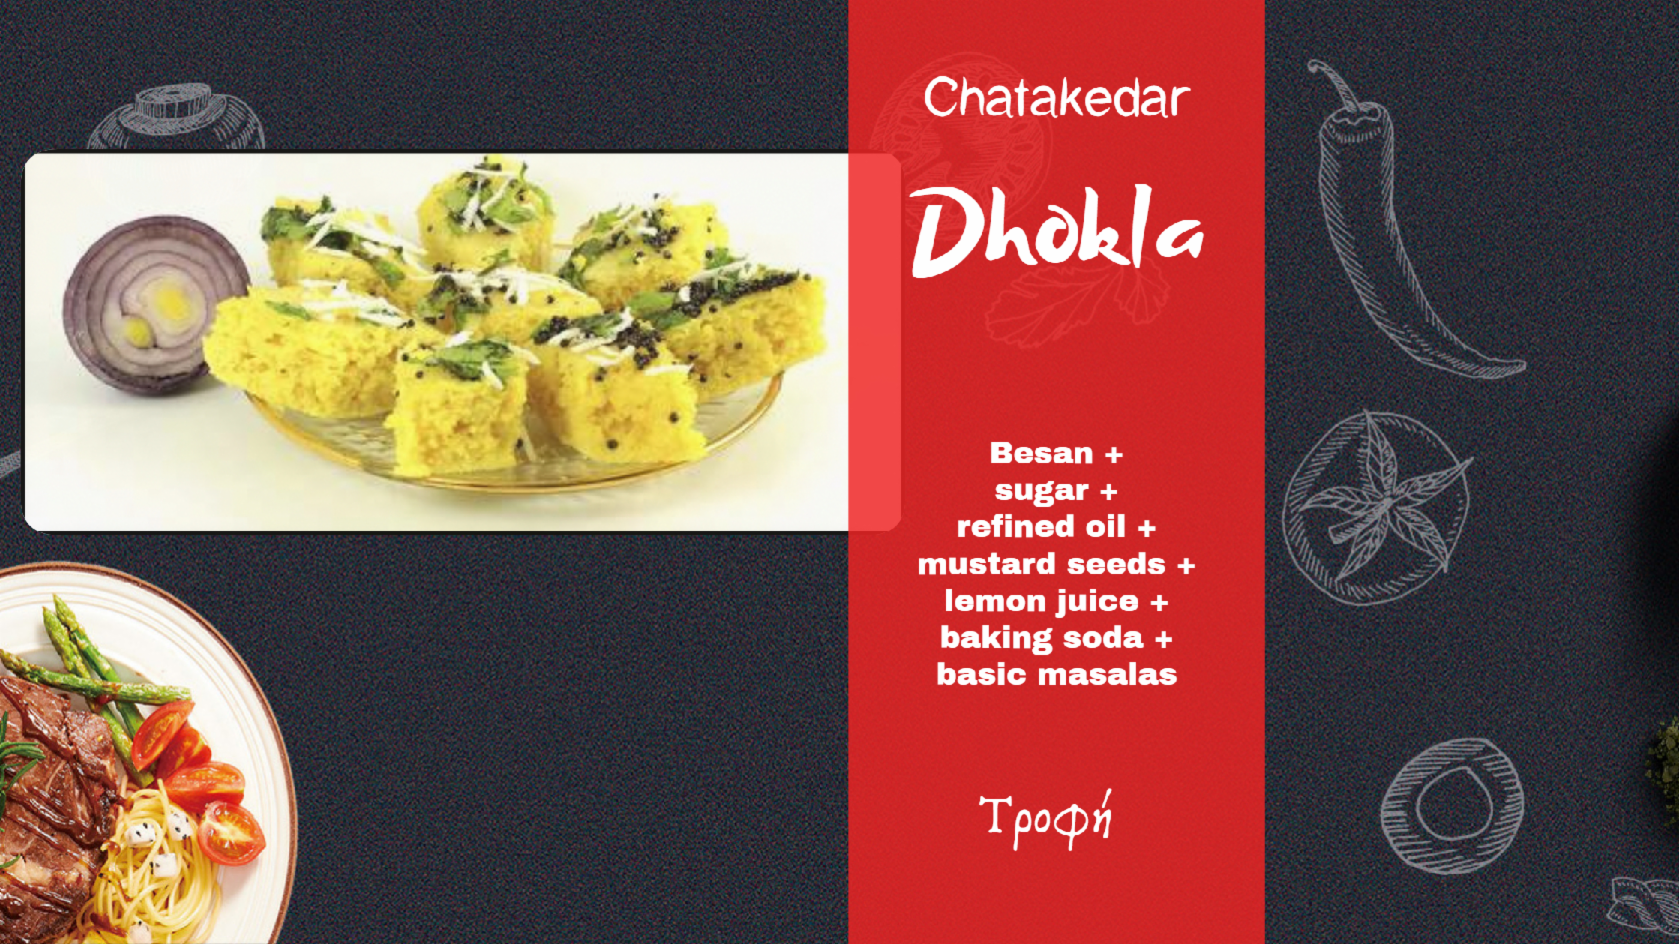 Chatakedar
Dhokla
Besan +
sugar +
refined oil +
mustard seeds +
lemon juice +
baking soda +
basic masalas
Τροφή